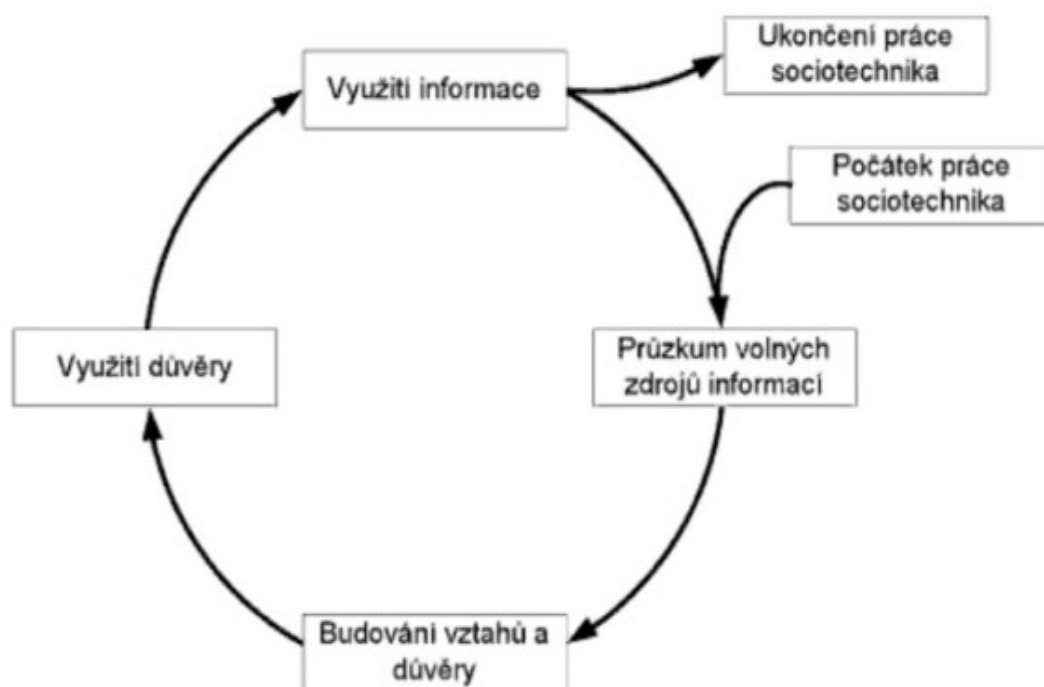 Ukončení práce
sociotechnika
Využití informace
Počátek práce
sociotechnika
Průzkum volných
zdrojů informací
Využití důvěry
Budování vztahů a
důvěry